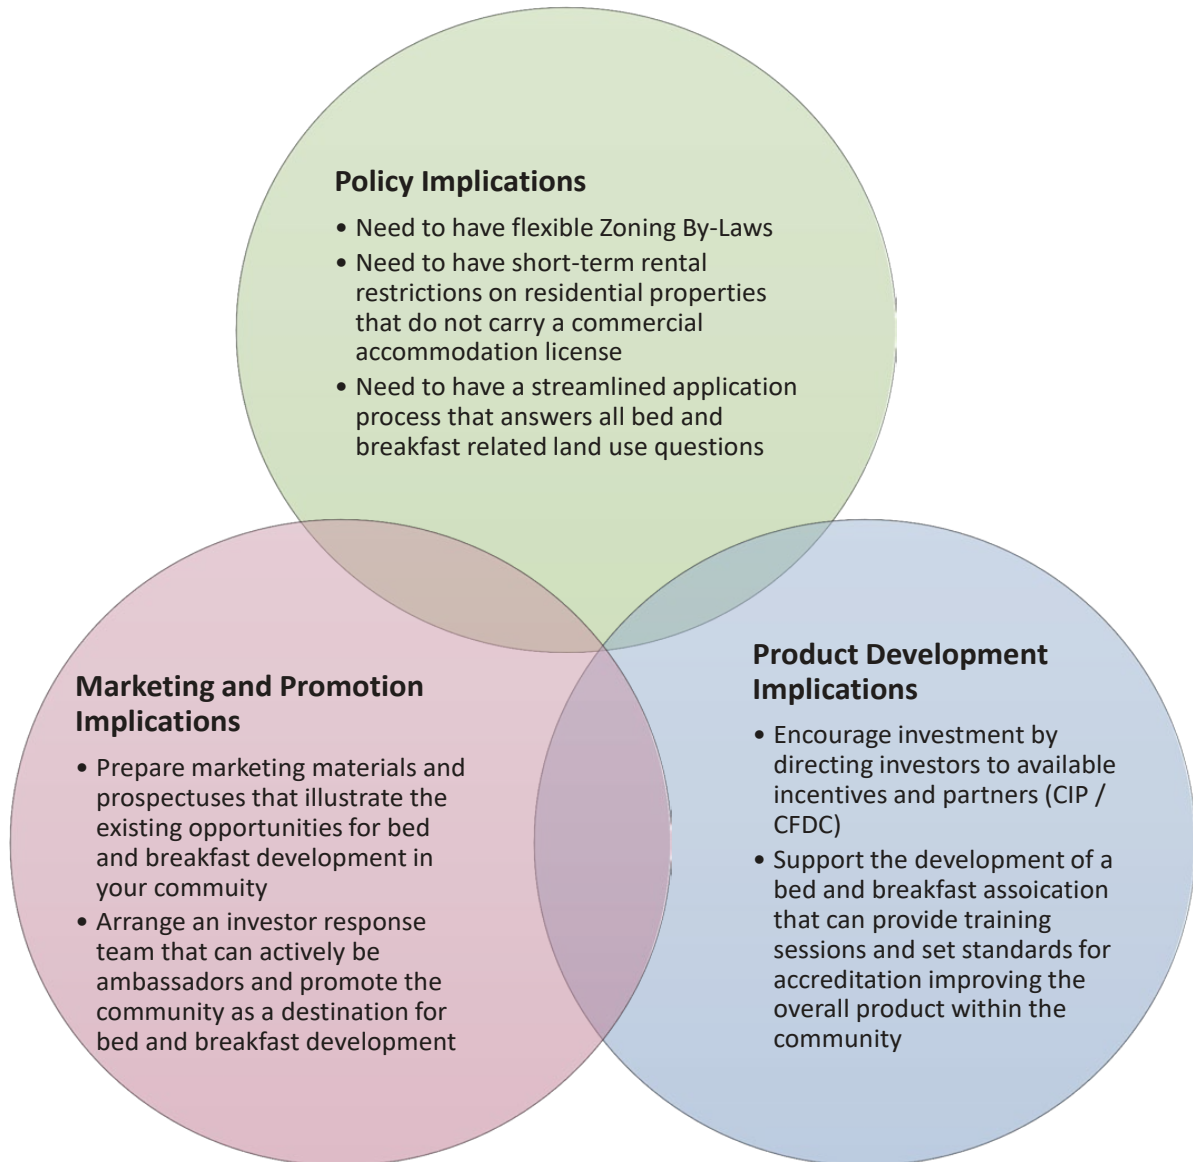 Policy Implications
• Need to have flexible Zoning By-Laws
• Need to have short-term rental
restrictions on residential properties
that do not carry a commercial
accommodation license
• Need to have a streamlined application
process that answers all bed and
breakfast related land use questions
Marketing and Promotion
Implications
• Prepare marketing materials and
prospectuses that illustrate the
existing opportunities for bed
and breakfast development in
your commuity
• Arrange an investor response
team that can actively be
ambassadors and promote the
community as a destination for
bed and breakfast development
Product Development
Implications
• Encourage investment by
directing investors to available
incentives and partners (CIP /
CFDC)
• Support the development of a
bed and breakfast assoication
that can provide training
sessions and set standards for
accreditation improving the
overall product within the
community